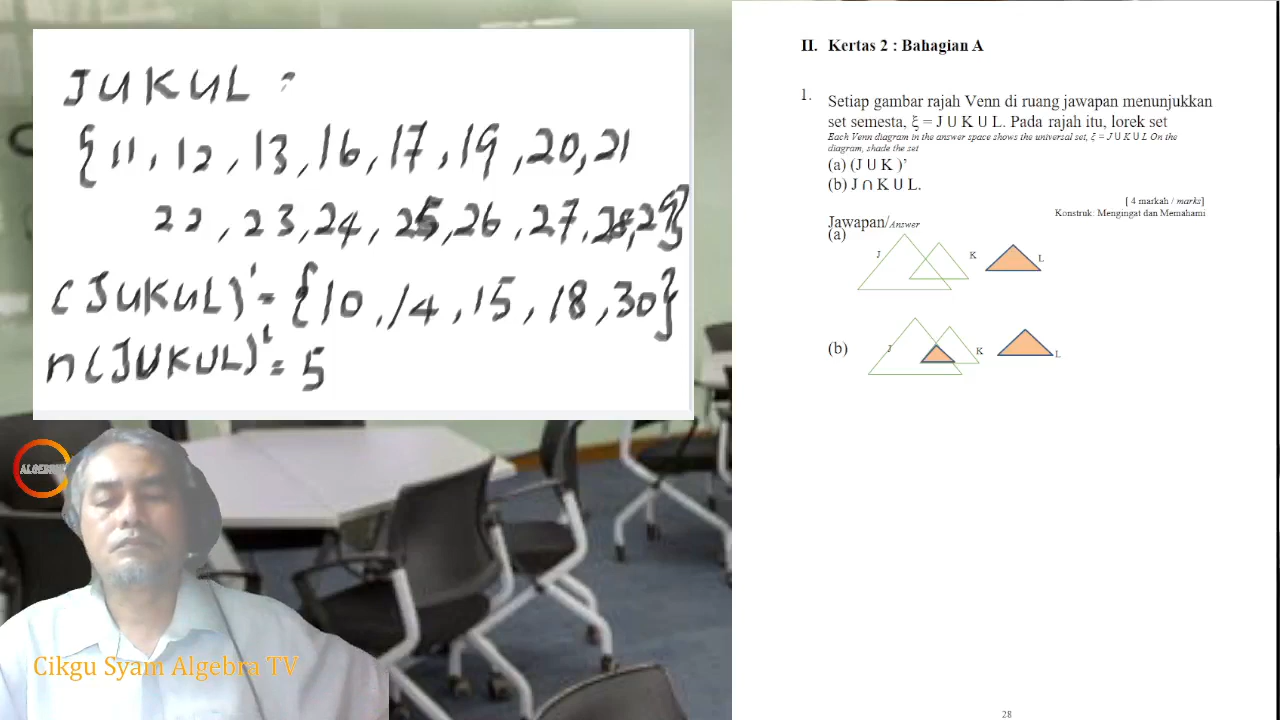 J U K U L =
{11, 12, 13, 16, 17, 19, 20, 21
22, 23, 24, 25, 26, 27, 28, 29}
(JUKUL)' = {10, 14, 15, 18, 30}
n(JUKUL)' = 5
ALGEBRA
Cikgu Syam Algebra TV
II. Kertas 2 : Bahagian A
1. Setiap gambar rajah Venn di ruang jawapan menunjukkan
set semesta, ξ = J U K U L. Pada rajah itu, lorek set
Each Venn diagram in the answer space shows the universal set, ξ = J U K U L On the
diagram, shade the set
(a) (J U K )’
(b) J ∩ K U L.
[ 4 markah / marks]
Konstruk: Mengingat dan Memahami
Jawapan/Answer
(a)
J K L
(b)
J K L
28